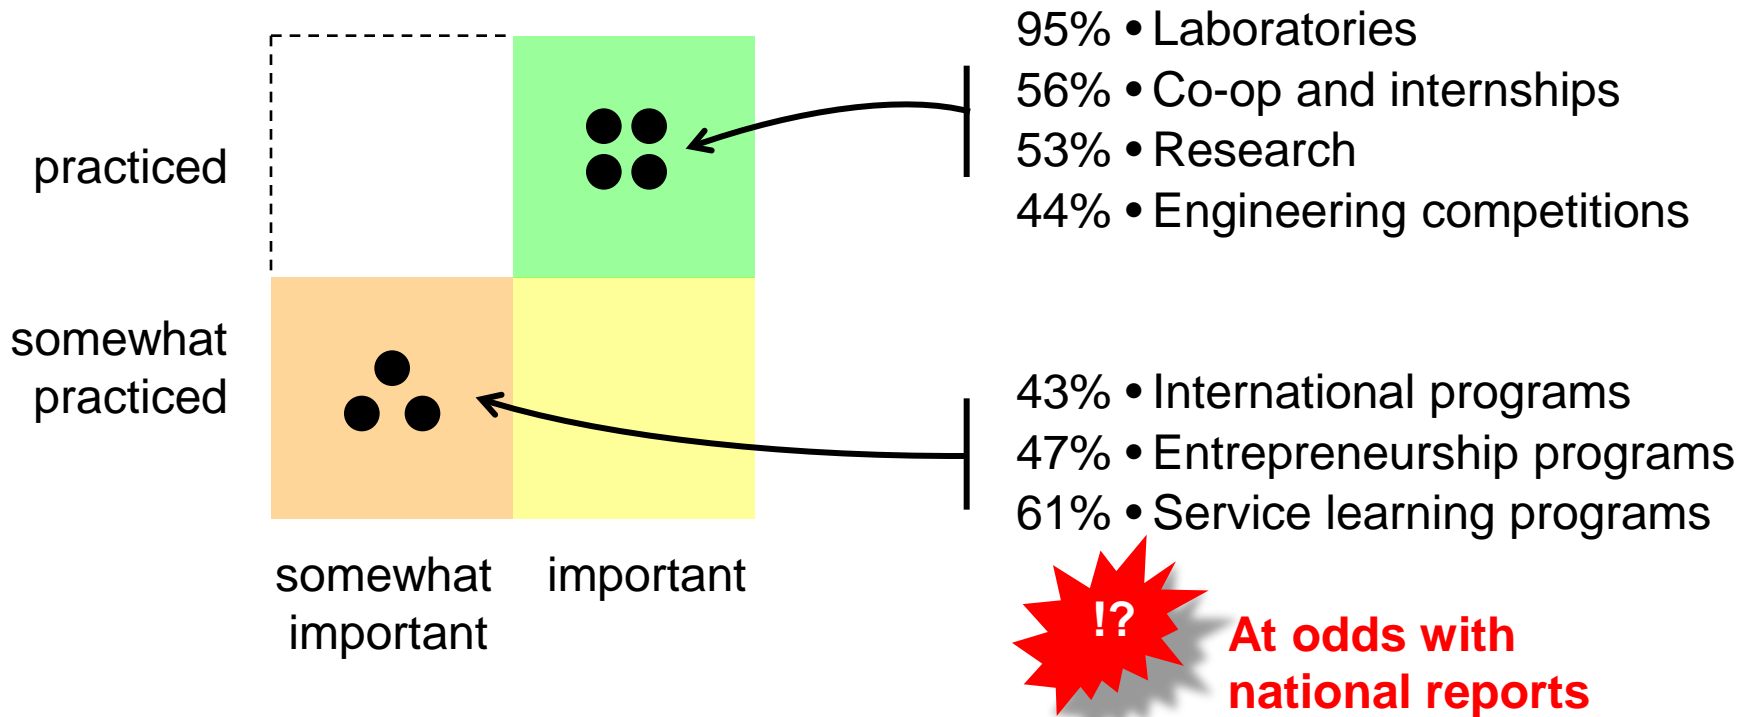 practiced
somewhat
practiced
somewhat
important
important
95% • Laboratories
56% • Co-op and internships
53% • Research
44% • Engineering competitions
43% • International programs
47% • Entrepreneurship programs
61% • Service learning programs
!?
At odds with
national reports